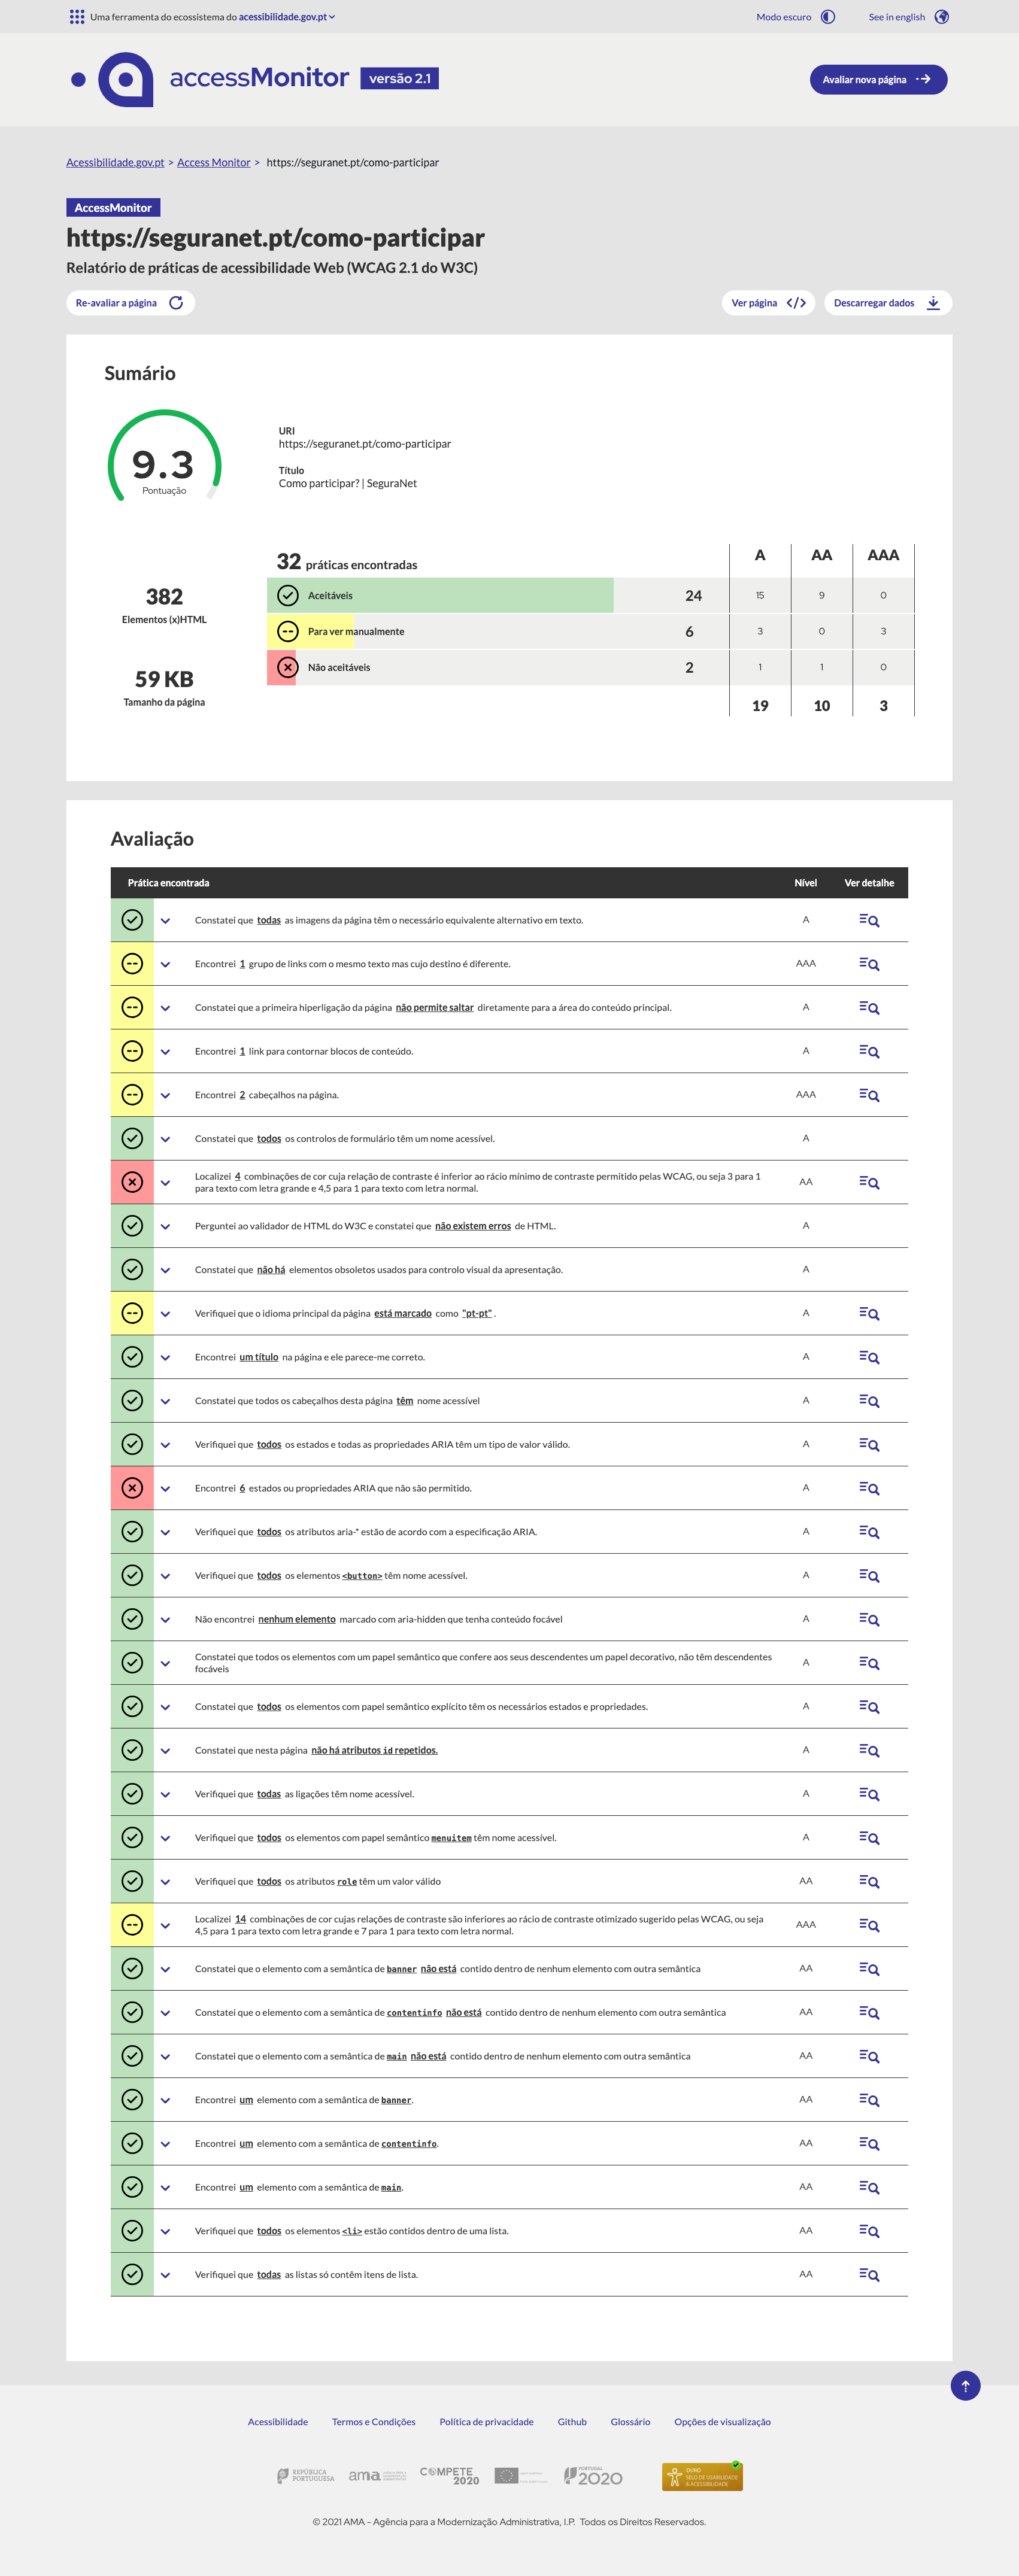 Uma ferramenta do ecossistema do acessibilidade.gov.pt
Modo escuro
See in english
accessMonitor versão 2.1
Avaliar nova página
Acessibilidade.gov.pt > Access Monitor > https://seguranet.pt/como-participar
AccessMonitor
https://seguranet.pt/como-participar
Relatório de práticas de acessibilidade Web (WCAG 2.1 do W3C)
Re-avaliar a página
Ver página
Descarregar dados
Sumário
9.3
Pontuação
URI
https://seguranet.pt/como-participar
Título
Como participar? | SeguraNet
382
Elementos (x)HTML
59 KB
Tamanho da página
32 práticas encontradas A AA AAA
Aceitáveis 24 15 9 0
Para ver manualmente 6 3 0 3
Não aceitáveis 2 1 1 0
19 10 3
Avaliação
Prática encontrada Nível Ver detalhe
Constatei que todas as imagens da página têm o necessário equivalente alternativo em texto. A
Encontrei 1 grupo de links com o mesmo texto mas cujo destino é diferente. AAA
Constatei que a primeira hiperligação da página não permite saltar diretamente para a área do conteúdo principal. A
Encontrei 1 link para contornar blocos de conteúdo. A
Encontrei 2 cabeçalhos na página. AAA
Constatei que todos os controlos de formulário têm um nome acessível. A
Localizei 4 combinações de cor cuja relação de contraste é inferior ao rácio mínimo de contraste permitido pelas WCAG, ou seja 3 para 1
para texto com letra grande e 4,5 para 1 para texto com letra normal. AA
Perguntei ao validador de HTML do W3C e constatei que não existem erros de HTML. A
Constatei que não há elementos obsoletos usados para controlo visual da apresentação. A
Verifiquei que o idioma principal da página está marcado como "pt-pt" . A
Encontrei um título na página e ele parece-me correto. A
Constatei que todos os cabeçalhos desta página têm nome acessível A
Verifiquei que todos os estados e todas as propriedades ARIA têm um tipo de valor válido. A
Encontrei 6 estados ou propriedades ARIA que não são permitido. A
Verifiquei que todos os atributos aria-* estão de acordo com a especificação ARIA. A
Verifiquei que todos os elementos <button> têm nome acessível. A
Não encontrei nenhum elemento marcado com aria-hidden que tenha conteúdo focável A
Constatei que todos os elementos com um papel semântico que confere aos seus descendentes um papel decorativo, não têm descendentes
focáveis A
Constatei que todos os elementos com papel semântico explícito têm os necessários estados e propriedades. A
Constatei que nesta página não há atributos id repetidos. A
Verifiquei que todas as ligações têm nome acessível. A
Verifiquei que todos os elementos com papel semântico menuitem têm nome acessível. A
Verifiquei que todos os atributos role têm um valor válido AA
Localizei 14 combinações de cor cujas relações de contraste são inferiores ao rácio de contraste otimizado sugerido pelas WCAG, ou seja
4,5 para 1 para texto com letra grande e 7 para 1 para texto com letra normal. AAA
Constatei que o elemento com a semântica de banner não está contido dentro de nenhum elemento com outra semântica AA
Constatei que o elemento com a semântica de contentinfo não está contido dentro de nenhum elemento com outra semântica AA
Constatei que o elemento com a semântica de main não está contido dentro de nenhum elemento com outra semântica AA
Encontrei um elemento com a semântica de banner. AA
Encontrei um elemento com a semântica de contentinfo. AA
Encontrei um elemento com a semântica de main. AA
Verifiquei que todos os elementos <li> estão contidos dentro de uma lista. AA
Verifiquei que todas as listas só contêm itens de lista. AA
Acessibilidade Termos e Condições Política de privacidade Github Glossário Opções de visualização
REPÚBLICA
PORTUGUESA
ama
COMPETE
2020
PORTUGAL
2020
OURO
SELO DE USABILIDADE
& ACESSIBILIDADE
© 2021 AMA - Agência para a Modernização Administrativa, I.P. Todos os Direitos Reservados.